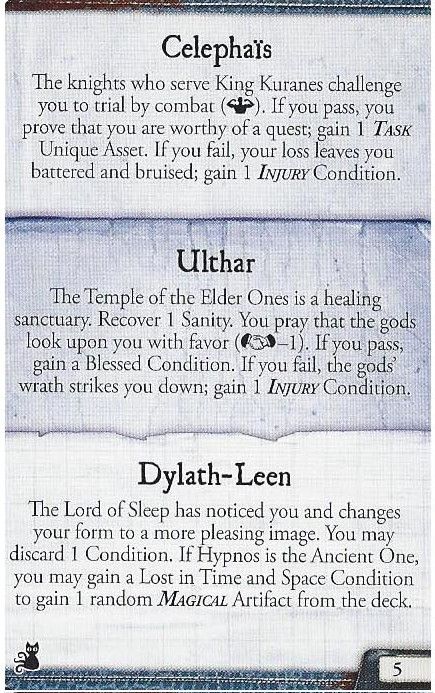 Celephaïs
The knights who serve King Kuranes challenge
you to trial by combat (). If you pass, you
prove that you are worthy of a quest; gain 1 TASK
Unique Asset. If you fail, your loss leaves you
battered and bruised; gain 1 INJURY Condition.
Ulthar
The Temple of the Elder Ones is a healing
sanctuary. Recover 1 Sanity. You pray that the gods
look upon you with favor (–1). If you pass,
gain a Blessed Condition. If you fail, the gods'
wrath strikes you down; gain 1 INJURY Condition.
Dylath-Leen
The Lord of Sleep has noticed you and changes
your form to a more pleasing image. You may
discard 1 Condition. If Hypnos is the Ancient One,
you may gain a Lost in Time and Space Condition
to gain 1 random MAGICAL Artifact from the deck.
5